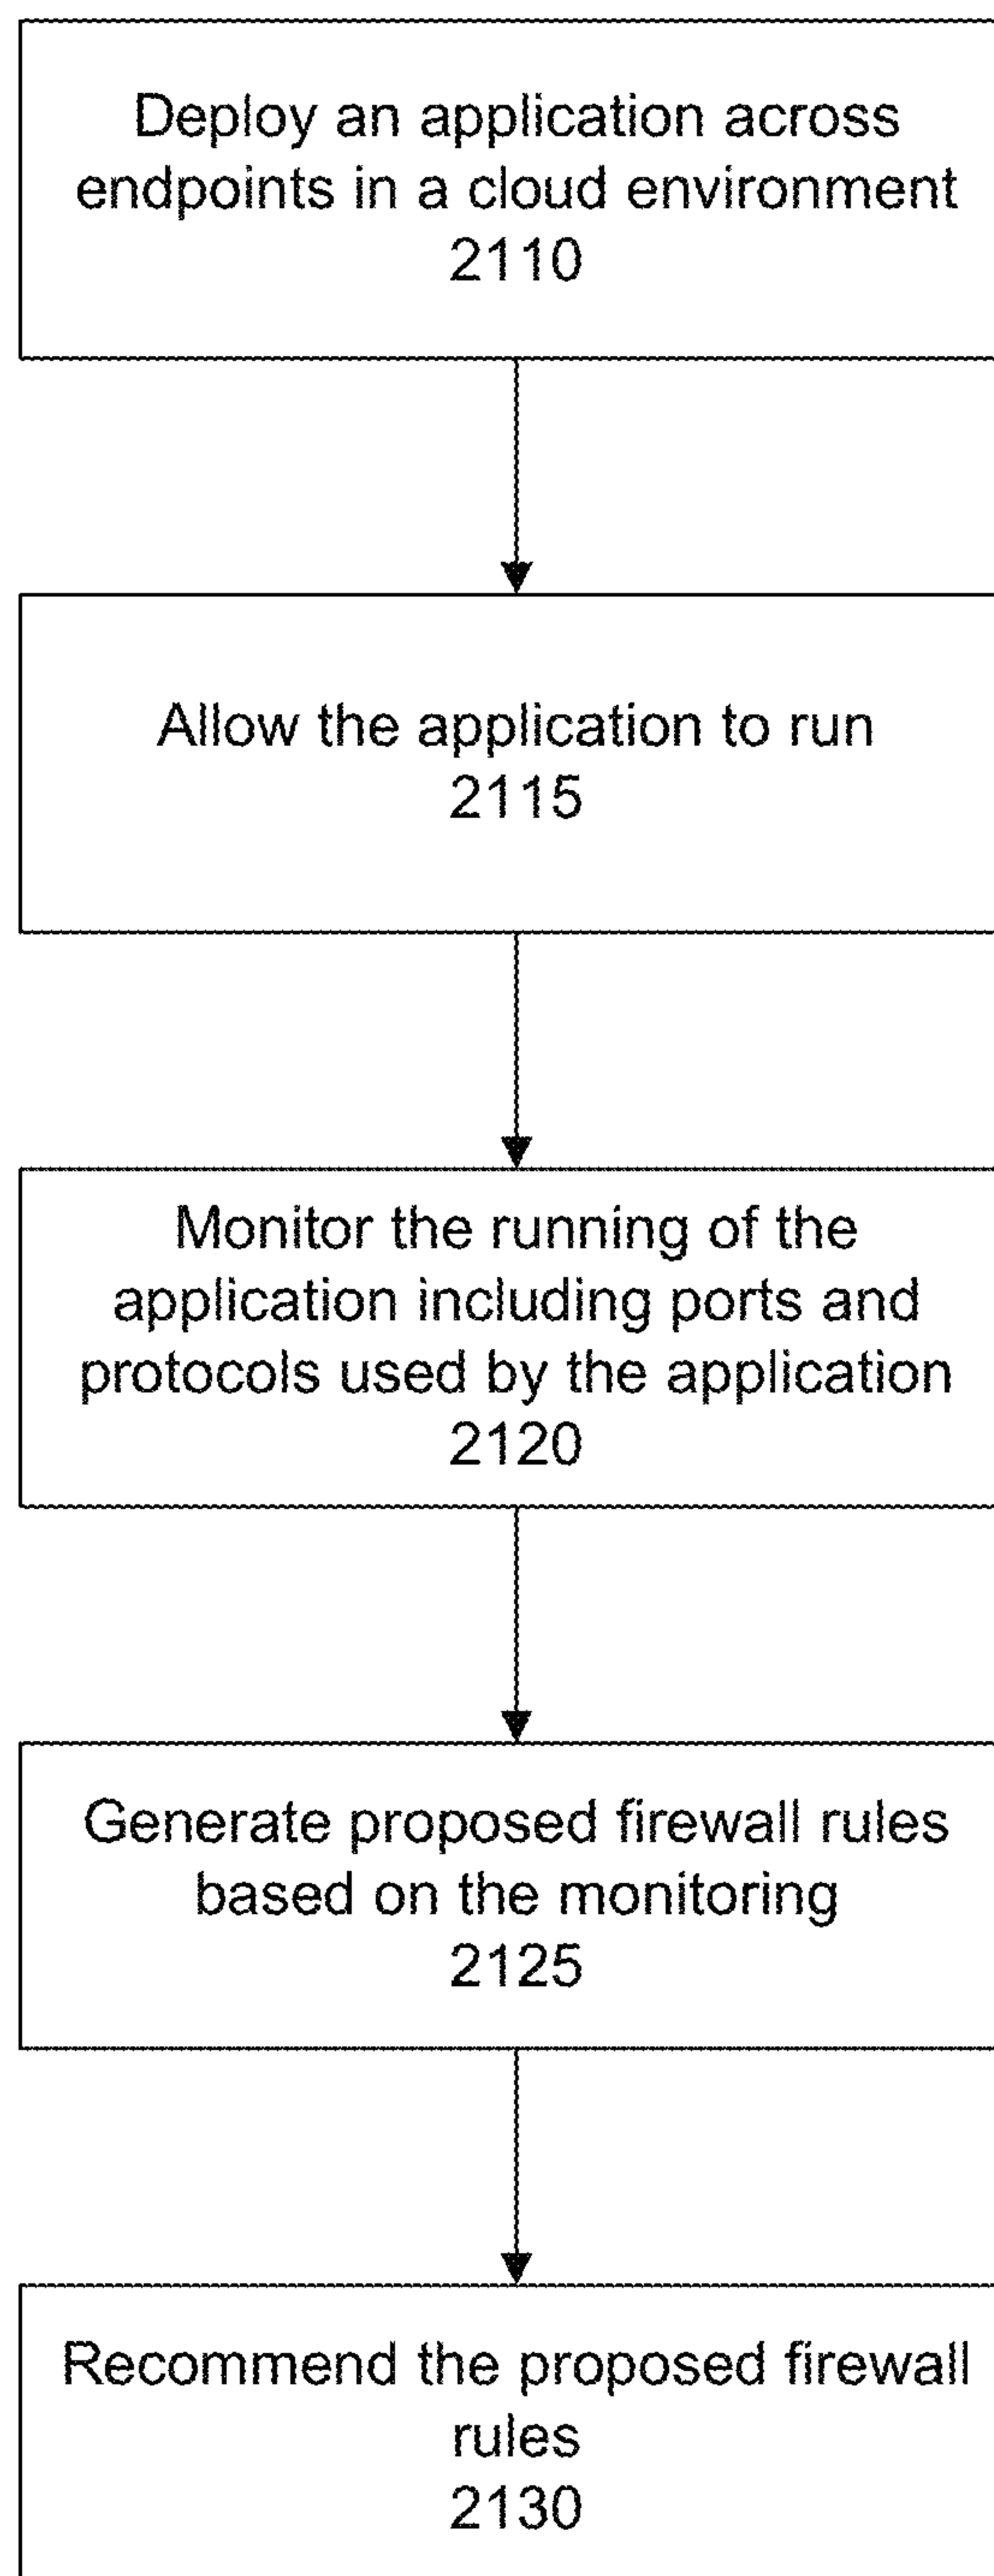 Deploy an application across
endpoints in a cloud environment
2110
Allow the application to run
2115
Monitor the running of the
application including ports and
protocols used by the application
2120
Generate proposed firewall rules
based on the monitoring
2125
Recommend the proposed firewall
rules
2130